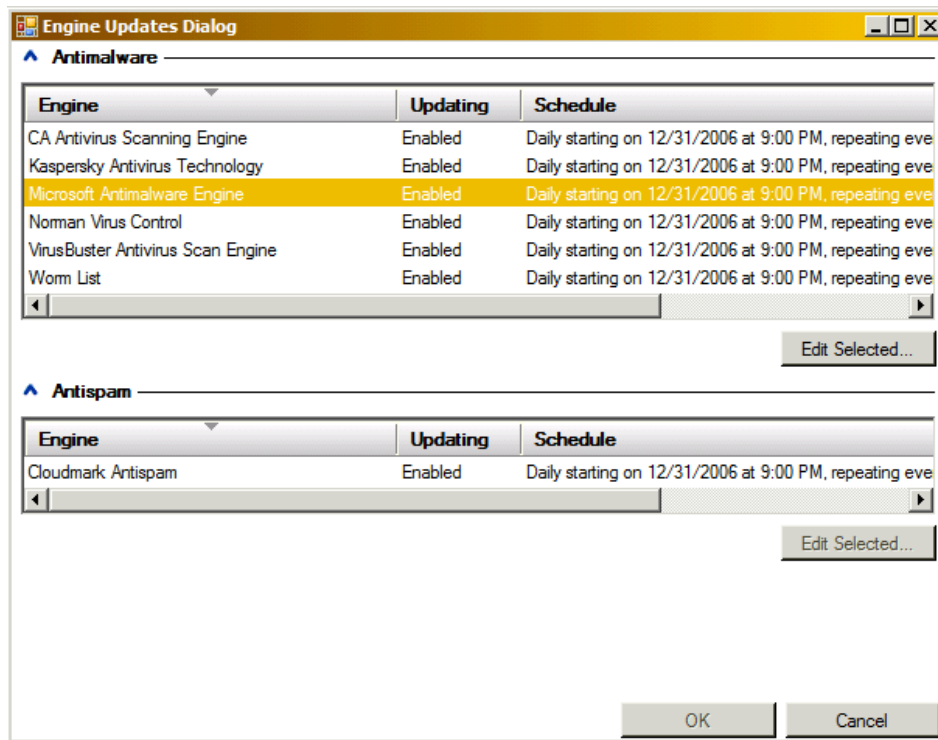 Engine Updates Dialog
Antimalware
Engine Updating Schedule
CA Antivirus Scanning Engine Enabled Daily starting on 12/31/2006 at 9:00 PM, repeating eve
Kaspersky Antivirus Technology Enabled Daily starting on 12/31/2006 at 9:00 PM, repeating eve
Microsoft Antimalware Engine Enabled Daily starting on 12/31/2006 at 9:00 PM, repeating eve
Norman Virus Control Enabled Daily starting on 12/31/2006 at 9:00 PM, repeating eve
VirusBuster Antivirus Scan Engine Enabled Daily starting on 12/31/2006 at 9:00 PM, repeating eve
Worm List Enabled Daily starting on 12/31/2006 at 9:00 PM, repeating eve
Edit Selected...
Antispam
Engine Updating Schedule
Cloudmark Antispam Enabled Daily starting on 12/31/2006 at 9:00 PM, repeating eve
Edit Selected...
OK Cancel